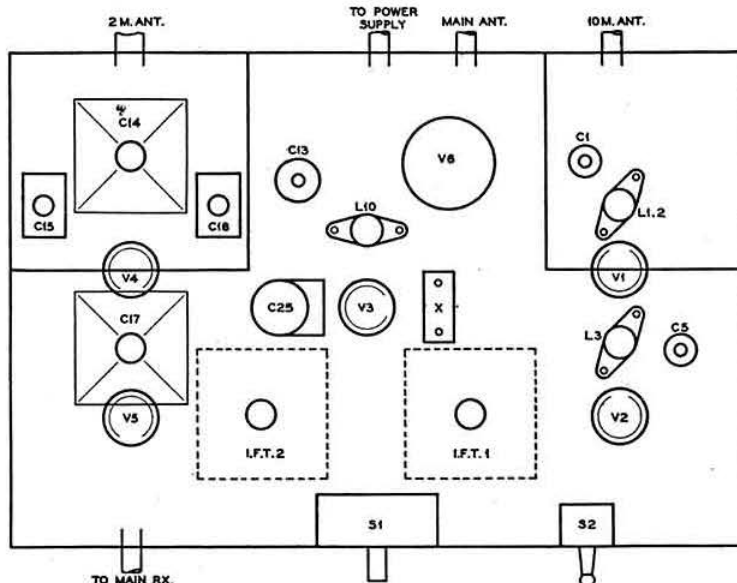 2 M. ANT.
TO POWER SUPPLY
MAIN ANT.
10 M. ANT.
C14
C13
V6
C1
C15
C18
L10
L1.2
V4
V1
C17
C25
V3
X
L3
C5
V5
V2
I.F.T. 2
I.F.T. 1
S1
S2
TO MAIN RX.